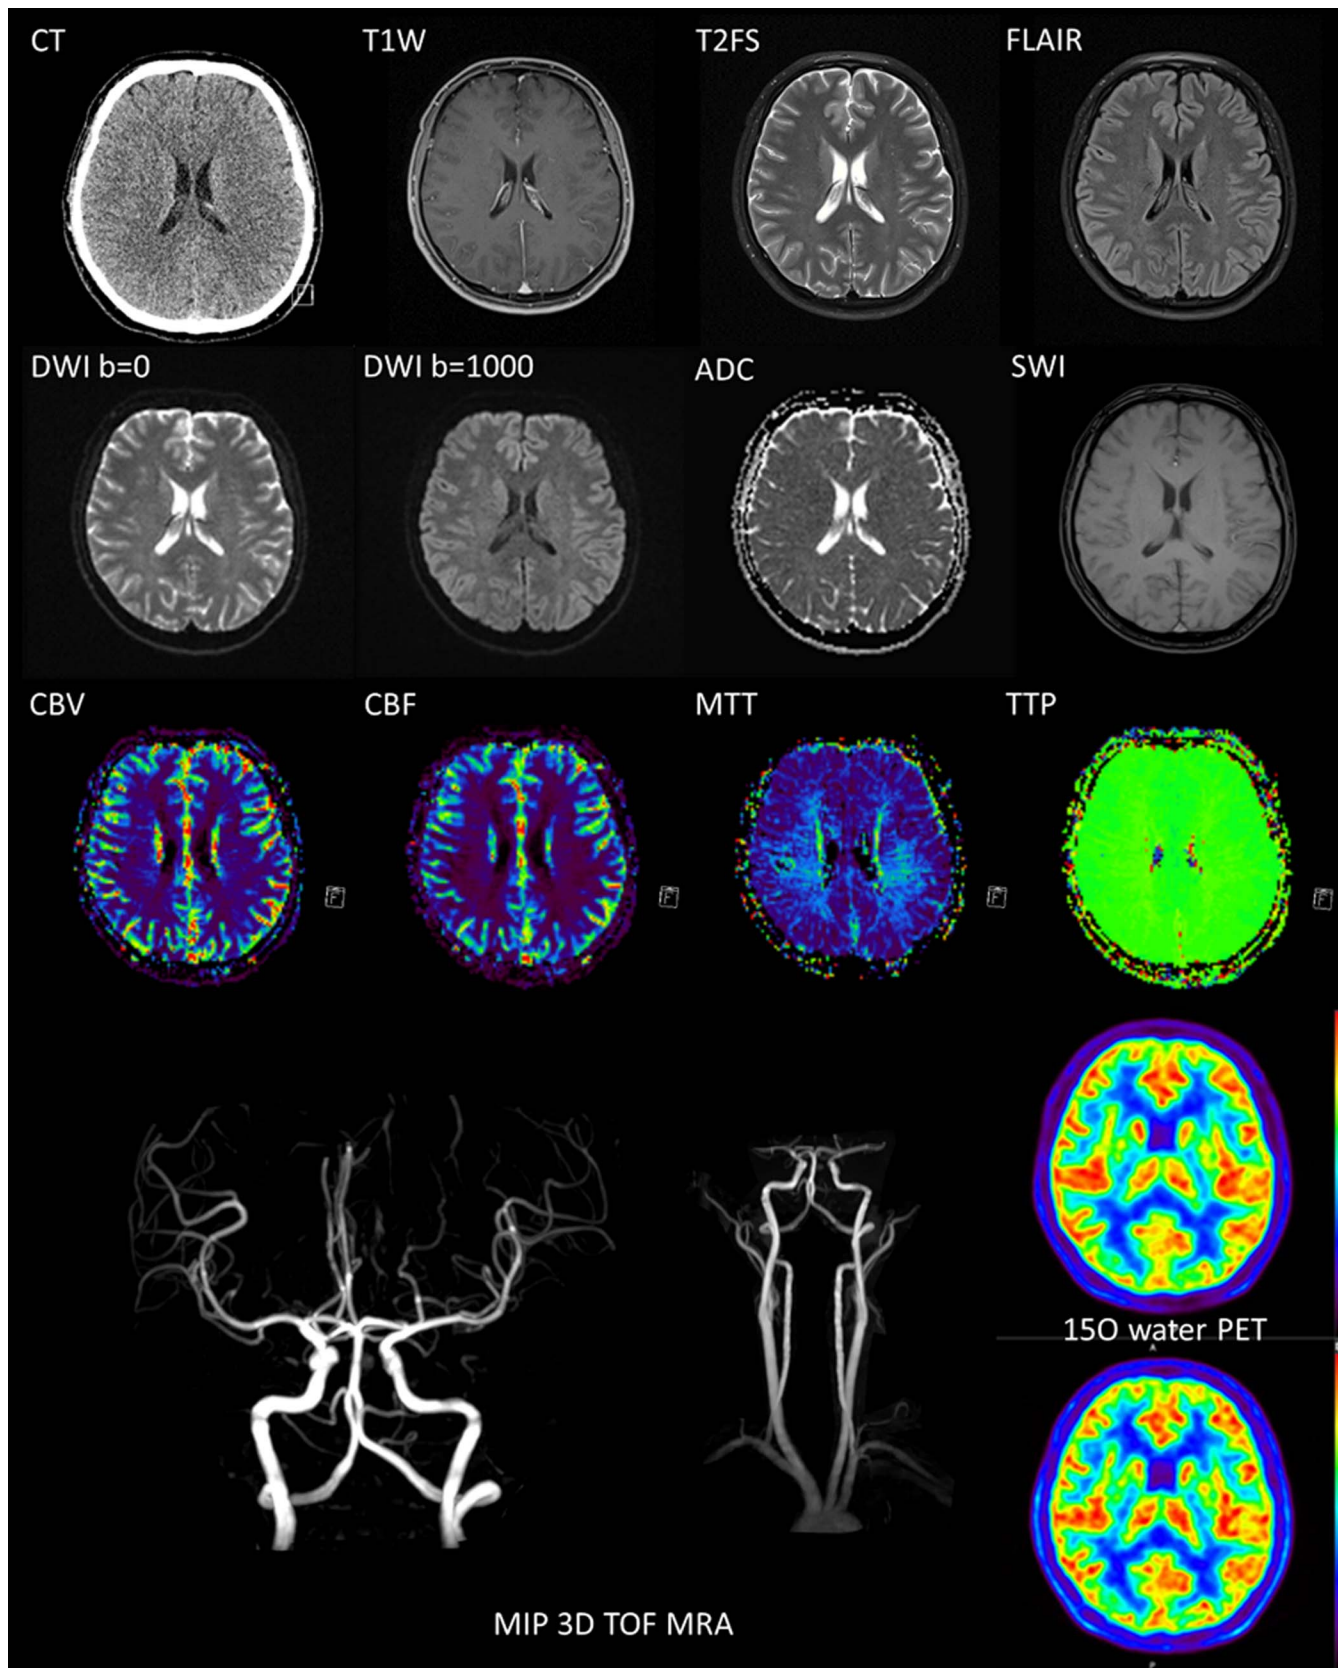 CT
T1W
T2FS
FLAIR
DWI b=0
DWI b=1000
ADC
SWI
CBV
CBF
MTT
TTP
F
F
F
F
F
15O water PET
A
P
MIP 3D TOF MRA